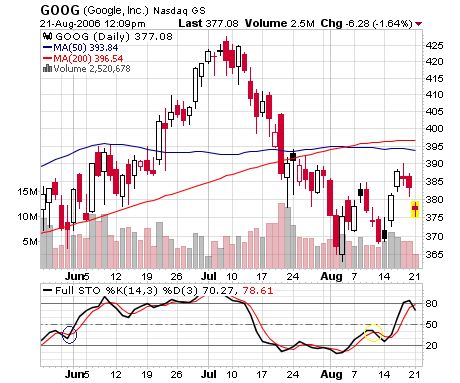 GOOG (Google, Inc.) Nasdaq GS
21-Aug-2006 12:09pm Last 377.08 Volume 2.5M Chg -6.28 (-1.64%)
GOOG (Daily) 377.08
MA(50) 393.84
MA(200) 396.54
Volume 2,520,678
425
420
415
410
405
400
395
390
385
380
375
370
365
15M
10M
5M
Jun 5 12 19 26 Jul 10 17 24 Aug 7 14 21
Full STO %K(14,3) %D(3) 70.27, 78.61
80
50
20
Jun 5 12 19 26 Jul 10 17 24 Aug 7 14 21